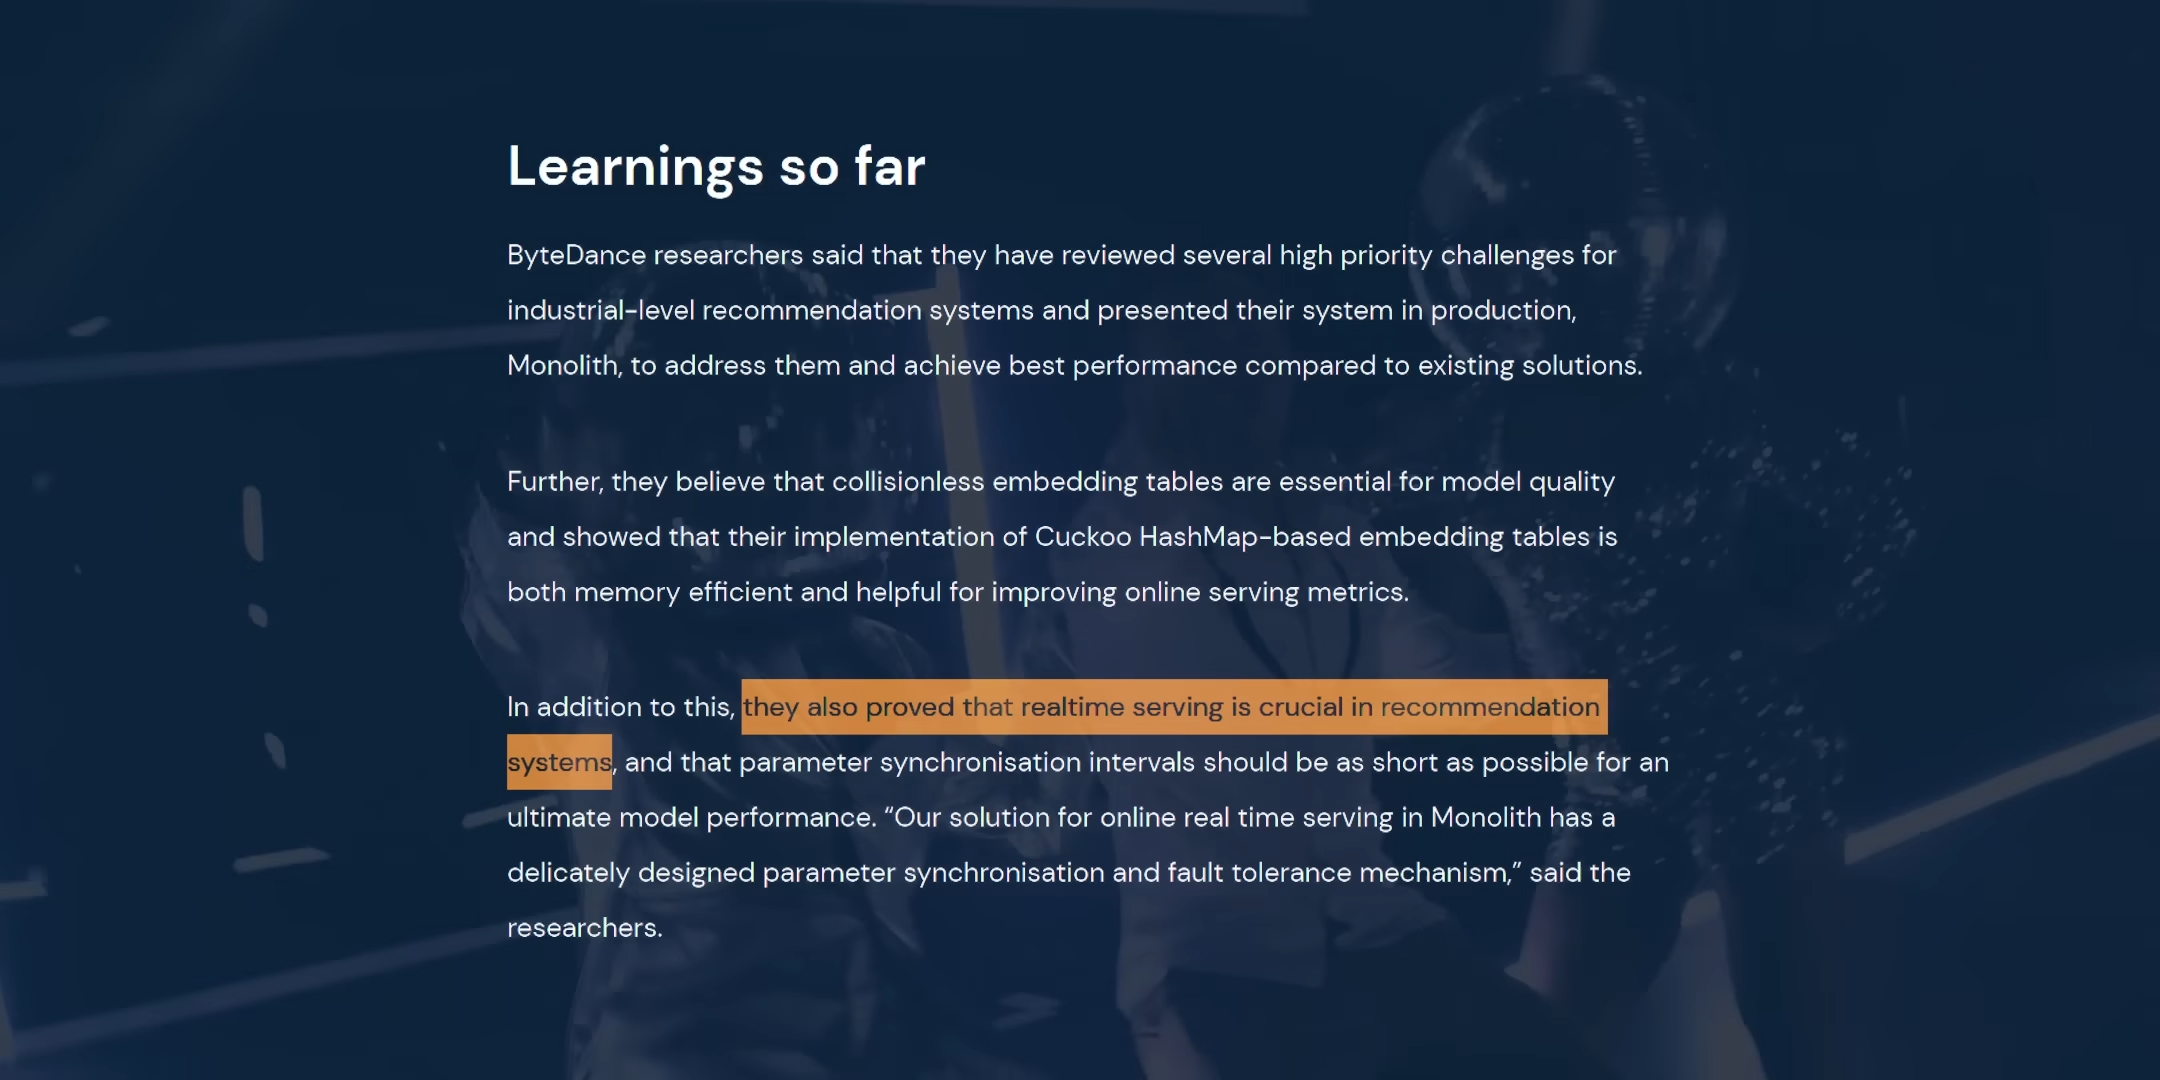 Learnings so far
ByteDance researchers said that they have reviewed several high priority challenges for
industrial-level recommendation systems and presented their system in production,
Monolith, to address them and achieve best performance compared to existing solutions.
Further, they believe that collisionless embedding tables are essential for model quality
and showed that their implementation of Cuckoo HashMap-based embedding tables is
both memory efficient and helpful for improving online serving metrics.
In addition to this, they also proved that realtime serving is crucial in recommendation
systems, and that parameter synchronisation intervals should be as short as possible for an
ultimate model performance. “Our solution for online real time serving in Monolith has a
delicately designed parameter synchronisation and fault tolerance mechanism,” said the
researchers.